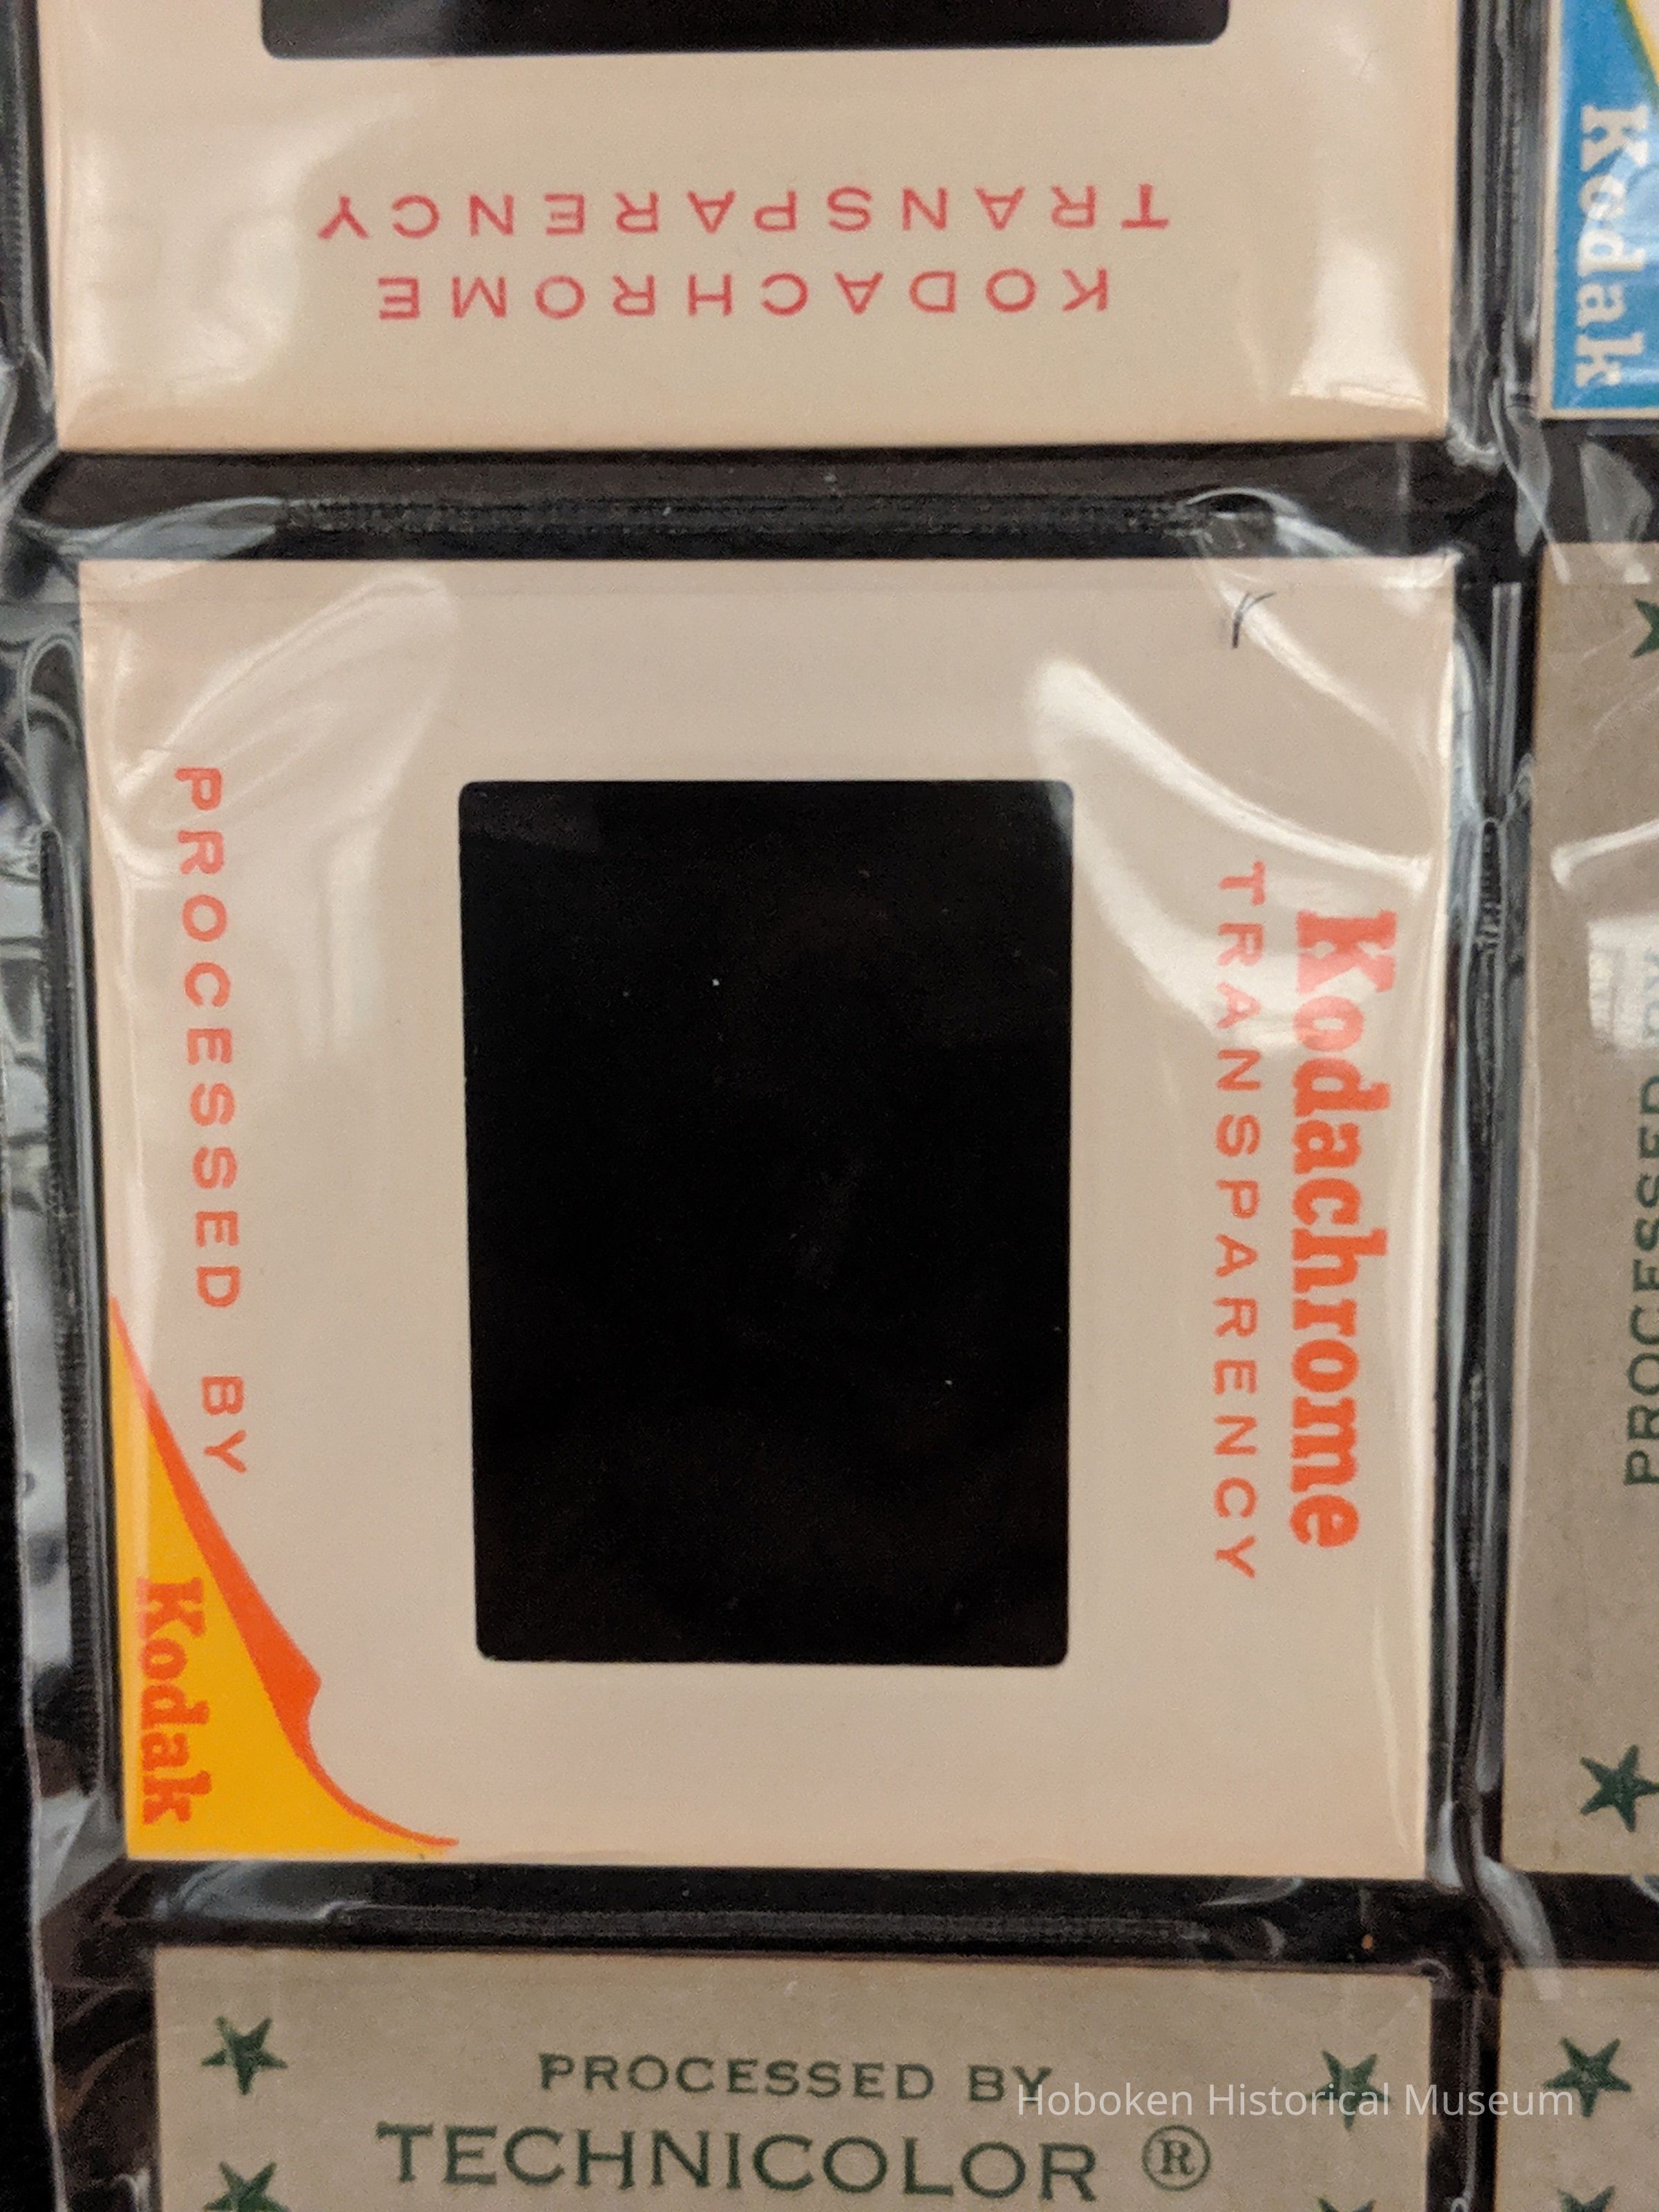 KODACHROME
TRANSPARENCY
Kodak
Kodachrome
TRANSPARENCY
PROCESSED BY
Kodak
PROCESSED
PROCESSED BY
TECHNICOLOR ®
Hoboken Historical Museum